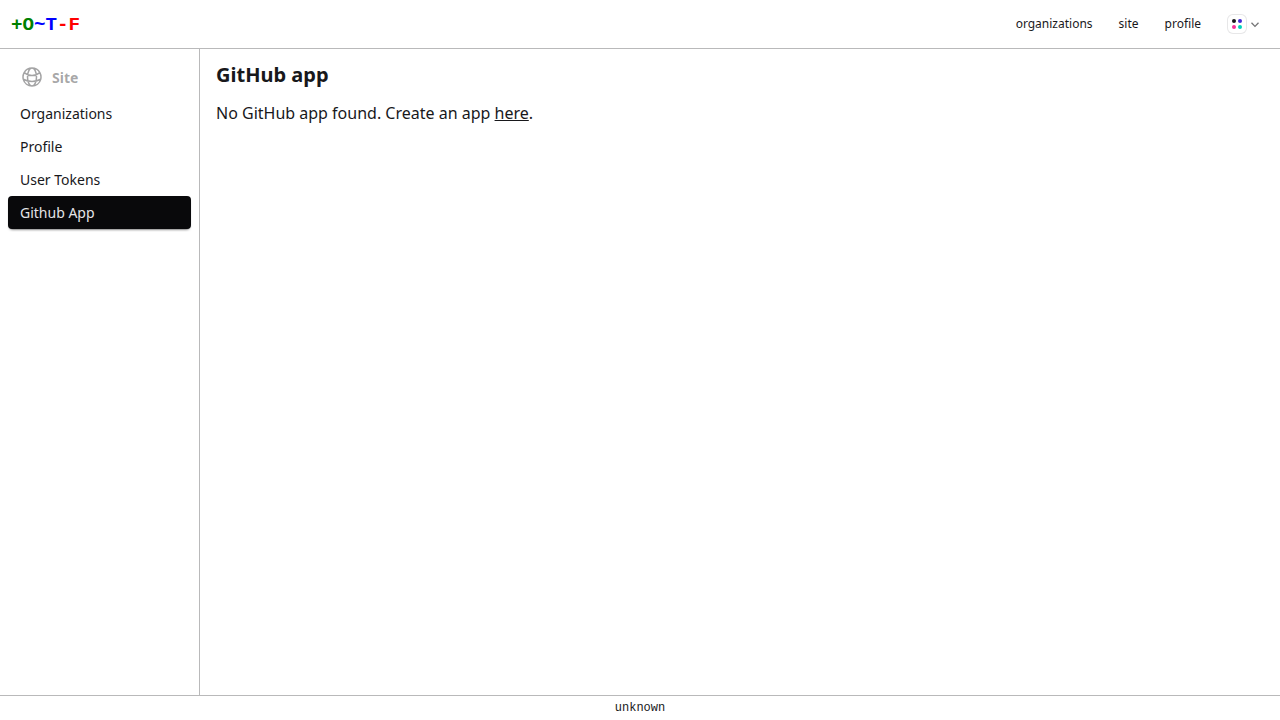 +O~T-F
organizations
site
profile
Site
Organizations
Profile
User Tokens
Github App
GitHub app
No GitHub app found. Create an app here.
unknown